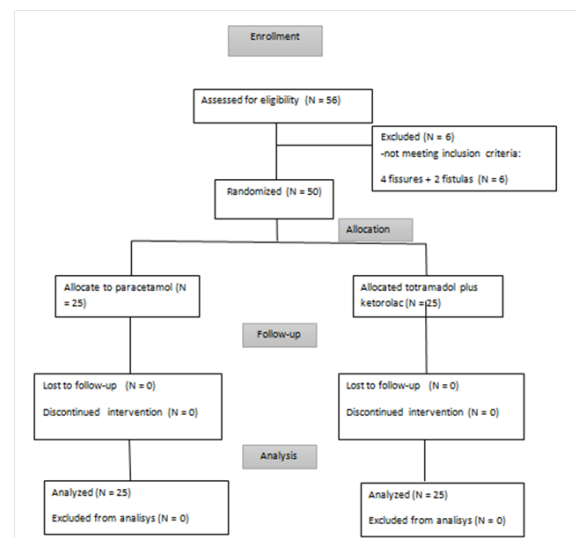 Enrollment
Assessed for eligibility (N = 56)
Excluded (N = 6)
-not meeting inclusion criteria:
4 fissures + 2 fistulas (N = 6)
Randomized (N = 50)
Allocation
Allocate to paracetamol (N
= 25)
Allocated totramadol plus
ketorolac (N = 25)
Follow-up
Lost to follow-up (N = 0)
Discontinued intervention (N = 0)
Lost to follow-up (N = 0)
Discontinued intervention (N = 0)
Analysis
Analyzed (N = 25)
Excluded from analisys (N = 0)
Analyzed (N = 25)
Excluded from analisys (N = 0)